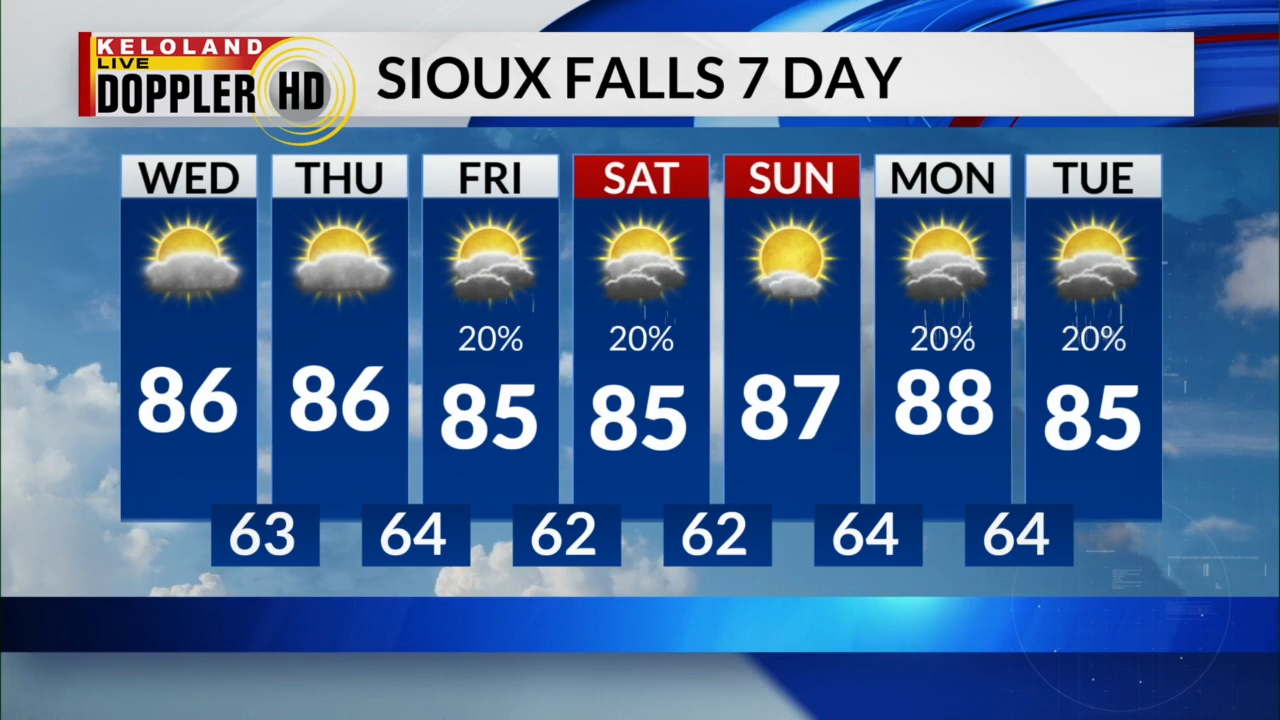 KELOLAND
LIVE
DOPPLER HD
SIOUX FALLS 7 DAY
WED THU FRI SAT SUN MON TUE
20% 20% 20% 20%
86 86 85 85 87 88 85
63 64 62 62 64 64